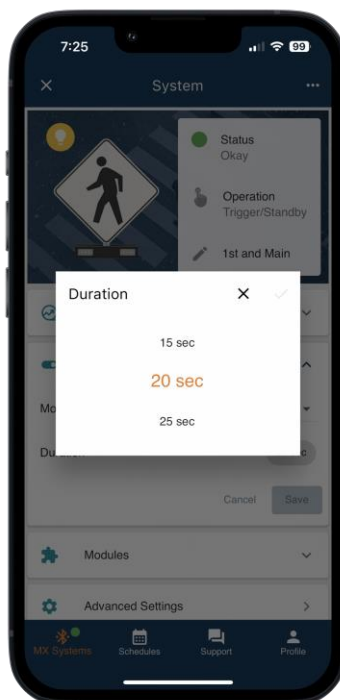 7:25
99
System
Status
Okay
Operation
Trigger/Standby
1st and Main
Duration
15 sec
20 sec
25 sec
Cancel
Save
Modules
Advanced Settings
MX Systems
Schedules
Support
Profile